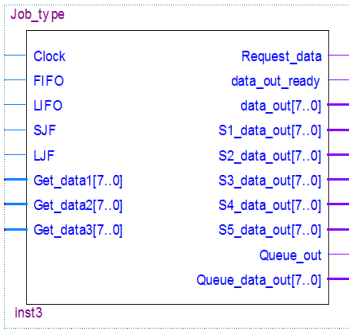 Job_type
Clock
Request_data
FIFO
data_out_ready
LIFO
data_out[7..0]
SJF
S1_data_out[7..0]
LJF
S2_data_out[7..0]
Get_data1[7..0]
S3_data_out[7..0]
Get_data2[7..0]
S4_data_out[7..0]
Get_data3[7..0]
S5_data_out[7..0]
Queue_out
Queue_data_out[7..0]
inst3